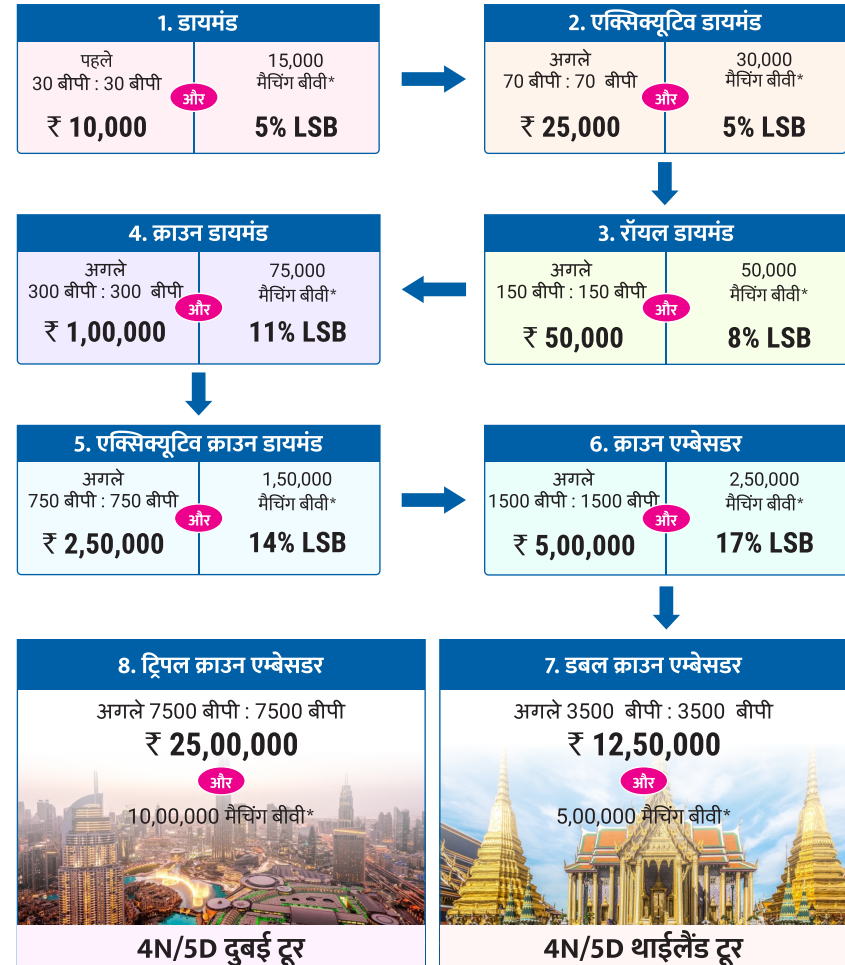 1. डायमंड
पहले
30 बीपी : 30 बीपी
₹ 10,000
और
15,000
मैचिंग बीवी*
5% LSB
2. एक्सिक्यूटिव डायमंड
अगले
70 बीपी : 70 बीपी
₹ 25,000
और
30,000
मैचिंग बीवी*
5% LSB
3. रॉयल डायमंड
अगले
150 बीपी : 150 बीपी
₹ 50,000
और
50,000
मैचिंग बीवी*
8% LSB
4. क्राउन डायमंड
अगले
300 बीपी : 300 बीपी
₹ 1,00,000
और
75,000
मैचिंग बीवी*
11% LSB
5. एक्सिक्यूटिव क्राउन डायमंड
अगले
750 बीपी : 750 बीपी
₹ 2,50,000
और
1,50,000
मैचिंग बीवी*
14% LSB
6. क्राउन एम्बेसडर
अगले
1500 बीपी : 1500 बीपी
₹ 5,00,000
और
2,50,000
मैचिंग बीवी*
17% LSB
7. डबल क्राउन एम्बेसडर
अगले 3500 बीपी : 3500 बीपी
₹ 12,50,000
और
5,00,000 मैचिंग बीवी*
4N/5D थाईलैंड टूर
8. ट्रिपल क्राउन एम्बेसडर
अगले 7500 बीपी : 7500 बीपी
₹ 25,00,000
और
10,00,000 मैचिंग बीवी*
4N/5D दुबई टूर